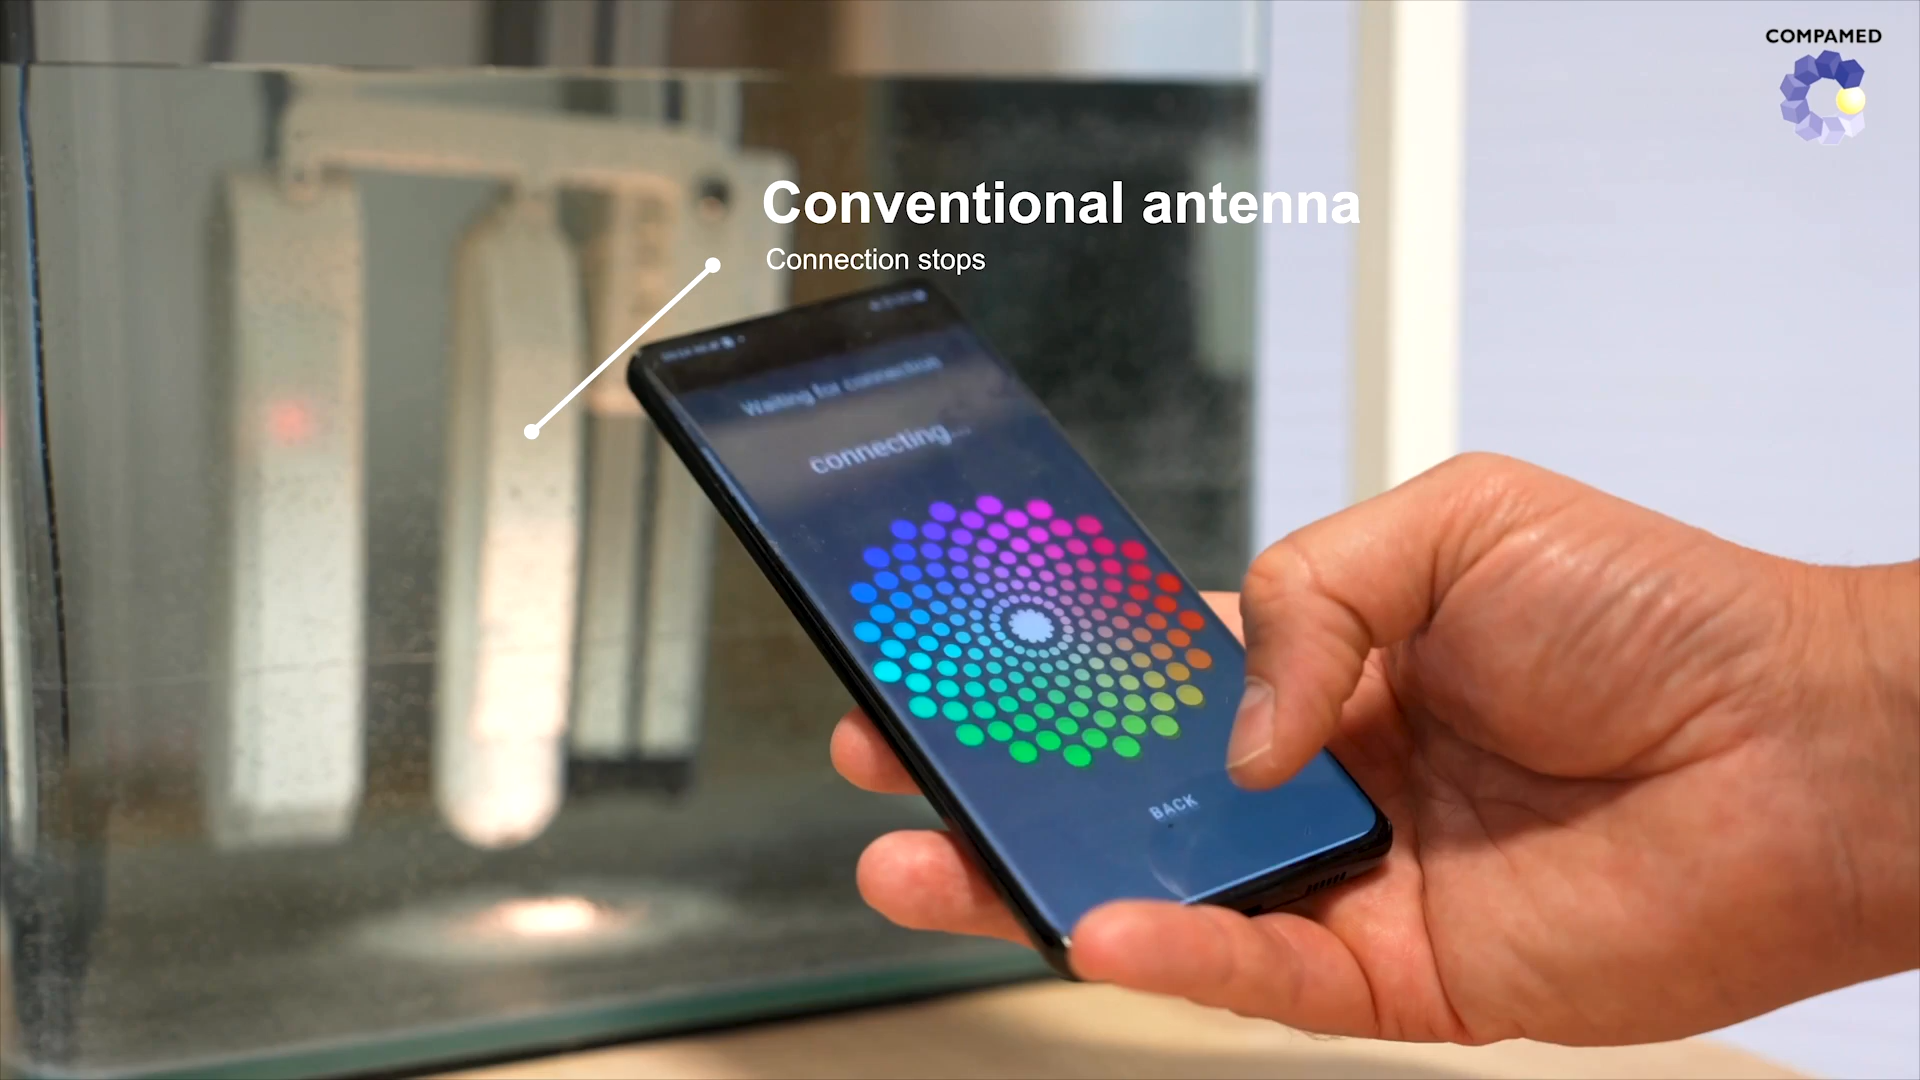 COMPAMED
Conventional antenna
Connection stops
Waiting for connection
connecting...
BACK